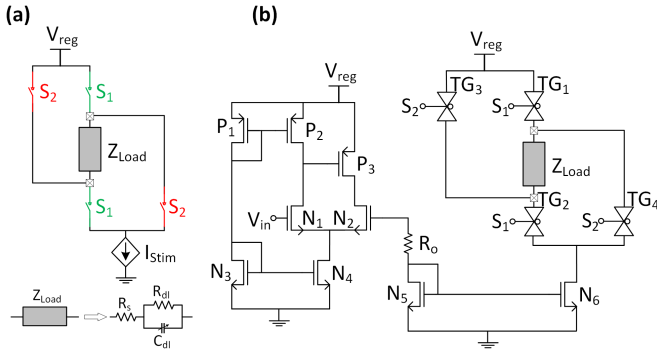 (a)
V_reg
S_2
S_1
Z_Load
S_1
S_2
I_Stim
Z_Load
R_s
R_dl
C_dl
(b)
V_reg
P_1
P_2
P_3
V_in
N_1
N_2
N_3
N_4
R_o
N_5
N_6
V_reg
TG_3
TG_1
S_2
S_1
Z_Load
TG_2
TG_4
S_1
S_2